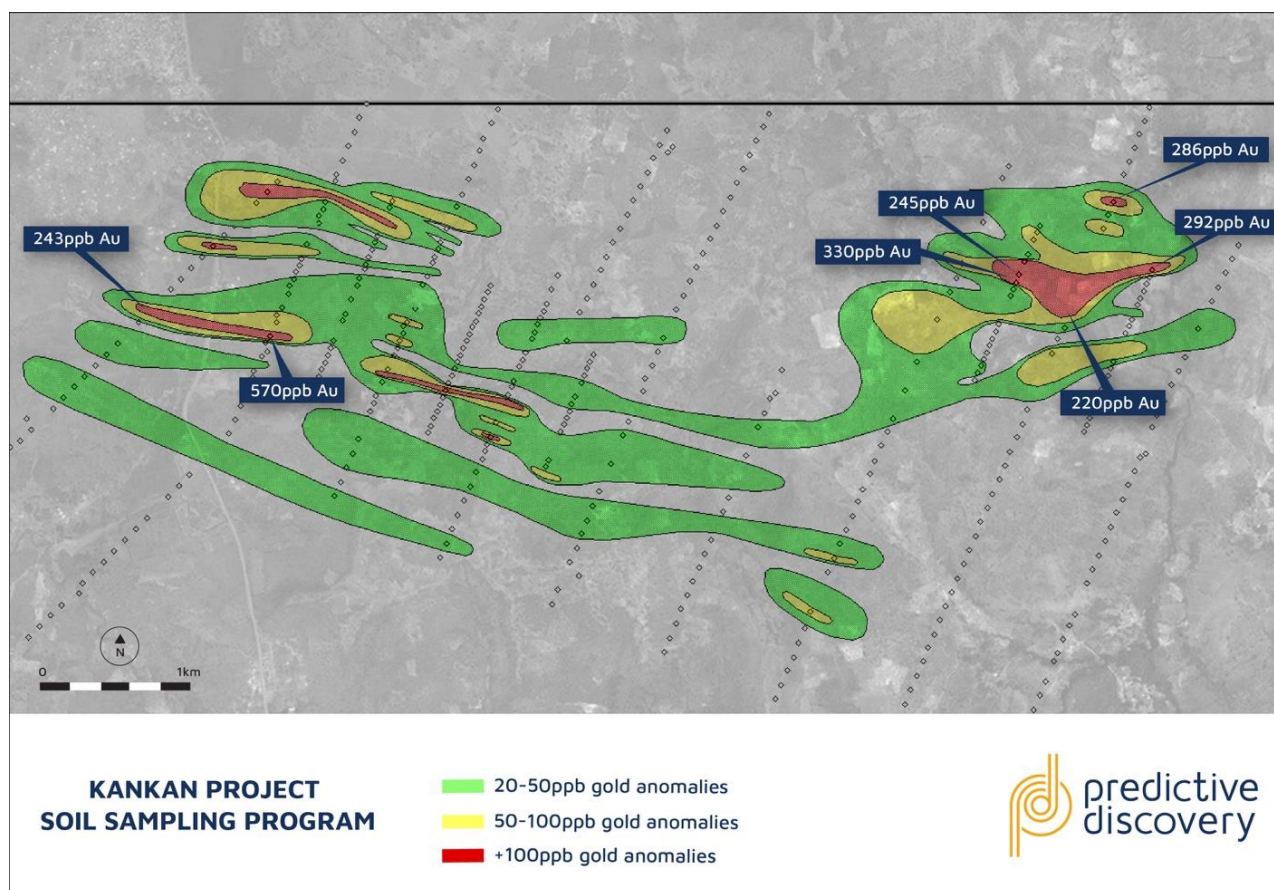 286ppb Au
245ppb Au
292ppb Au
243ppb Au
330ppb Au
570ppb Au
220ppb Au
N
0 1km
KANKAN PROJECT
SOIL SAMPLING PROGRAM
20-50ppb gold anomalies
50-100ppb gold anomalies
+100ppb gold anomalies
predictive
discovery